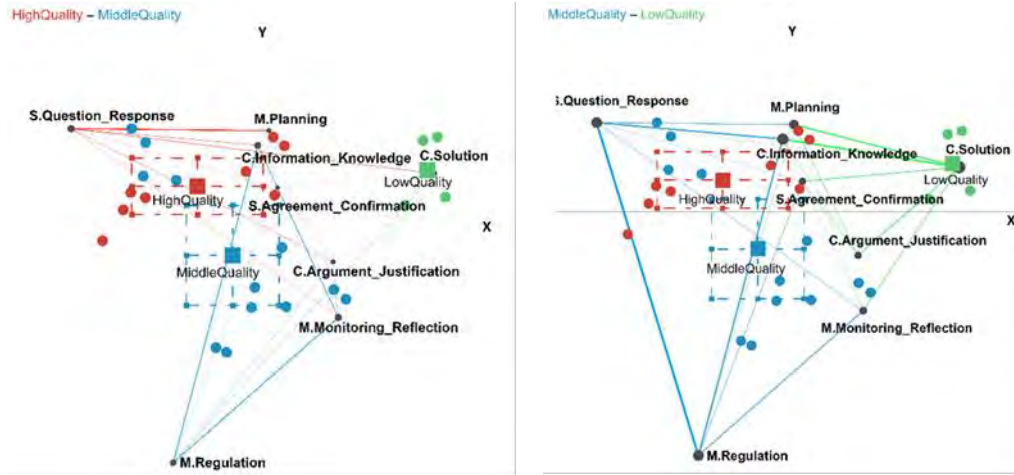 HighQuality – MiddleQuality
Y
S.Question_Response
M.Planning
C.Information_Knowledge
C.Solution
LowQuality
HighQuality
S.Agreement_Confirmation
X
MiddleQuality
C.Argument_Justification
M.Monitoring_Reflection
M.Regulation
MiddleQuality – LowQuality
Y
S.Question_Response
M.Planning
C.Information_Knowledge
C.Solution
LowQuality
HighQuality
S.Agreement_Confirmation
X
C.Argument_Justification
MiddleQuality
M.Monitoring_Reflection
M.Regulation